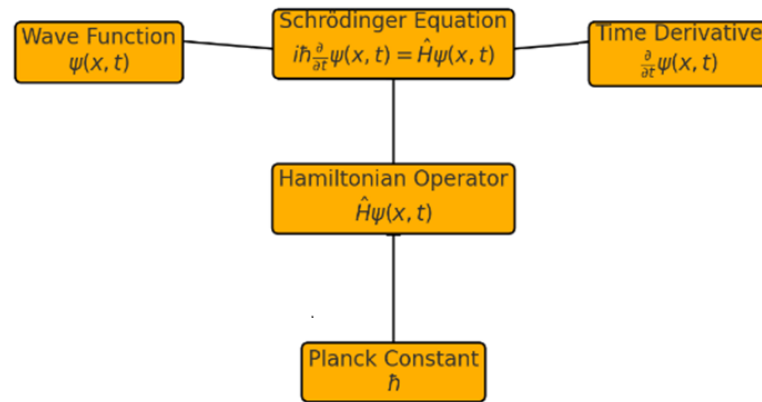 Wave Function
ψ(x, t)
Schrödinger Equation
iħ ∂/∂t ψ(x, t) = Ĥψ(x, t)
Time Derivative
∂/∂t ψ(x, t)
Hamiltonian Operator
Ĥψ(x, t)
Planck Constant
ħ